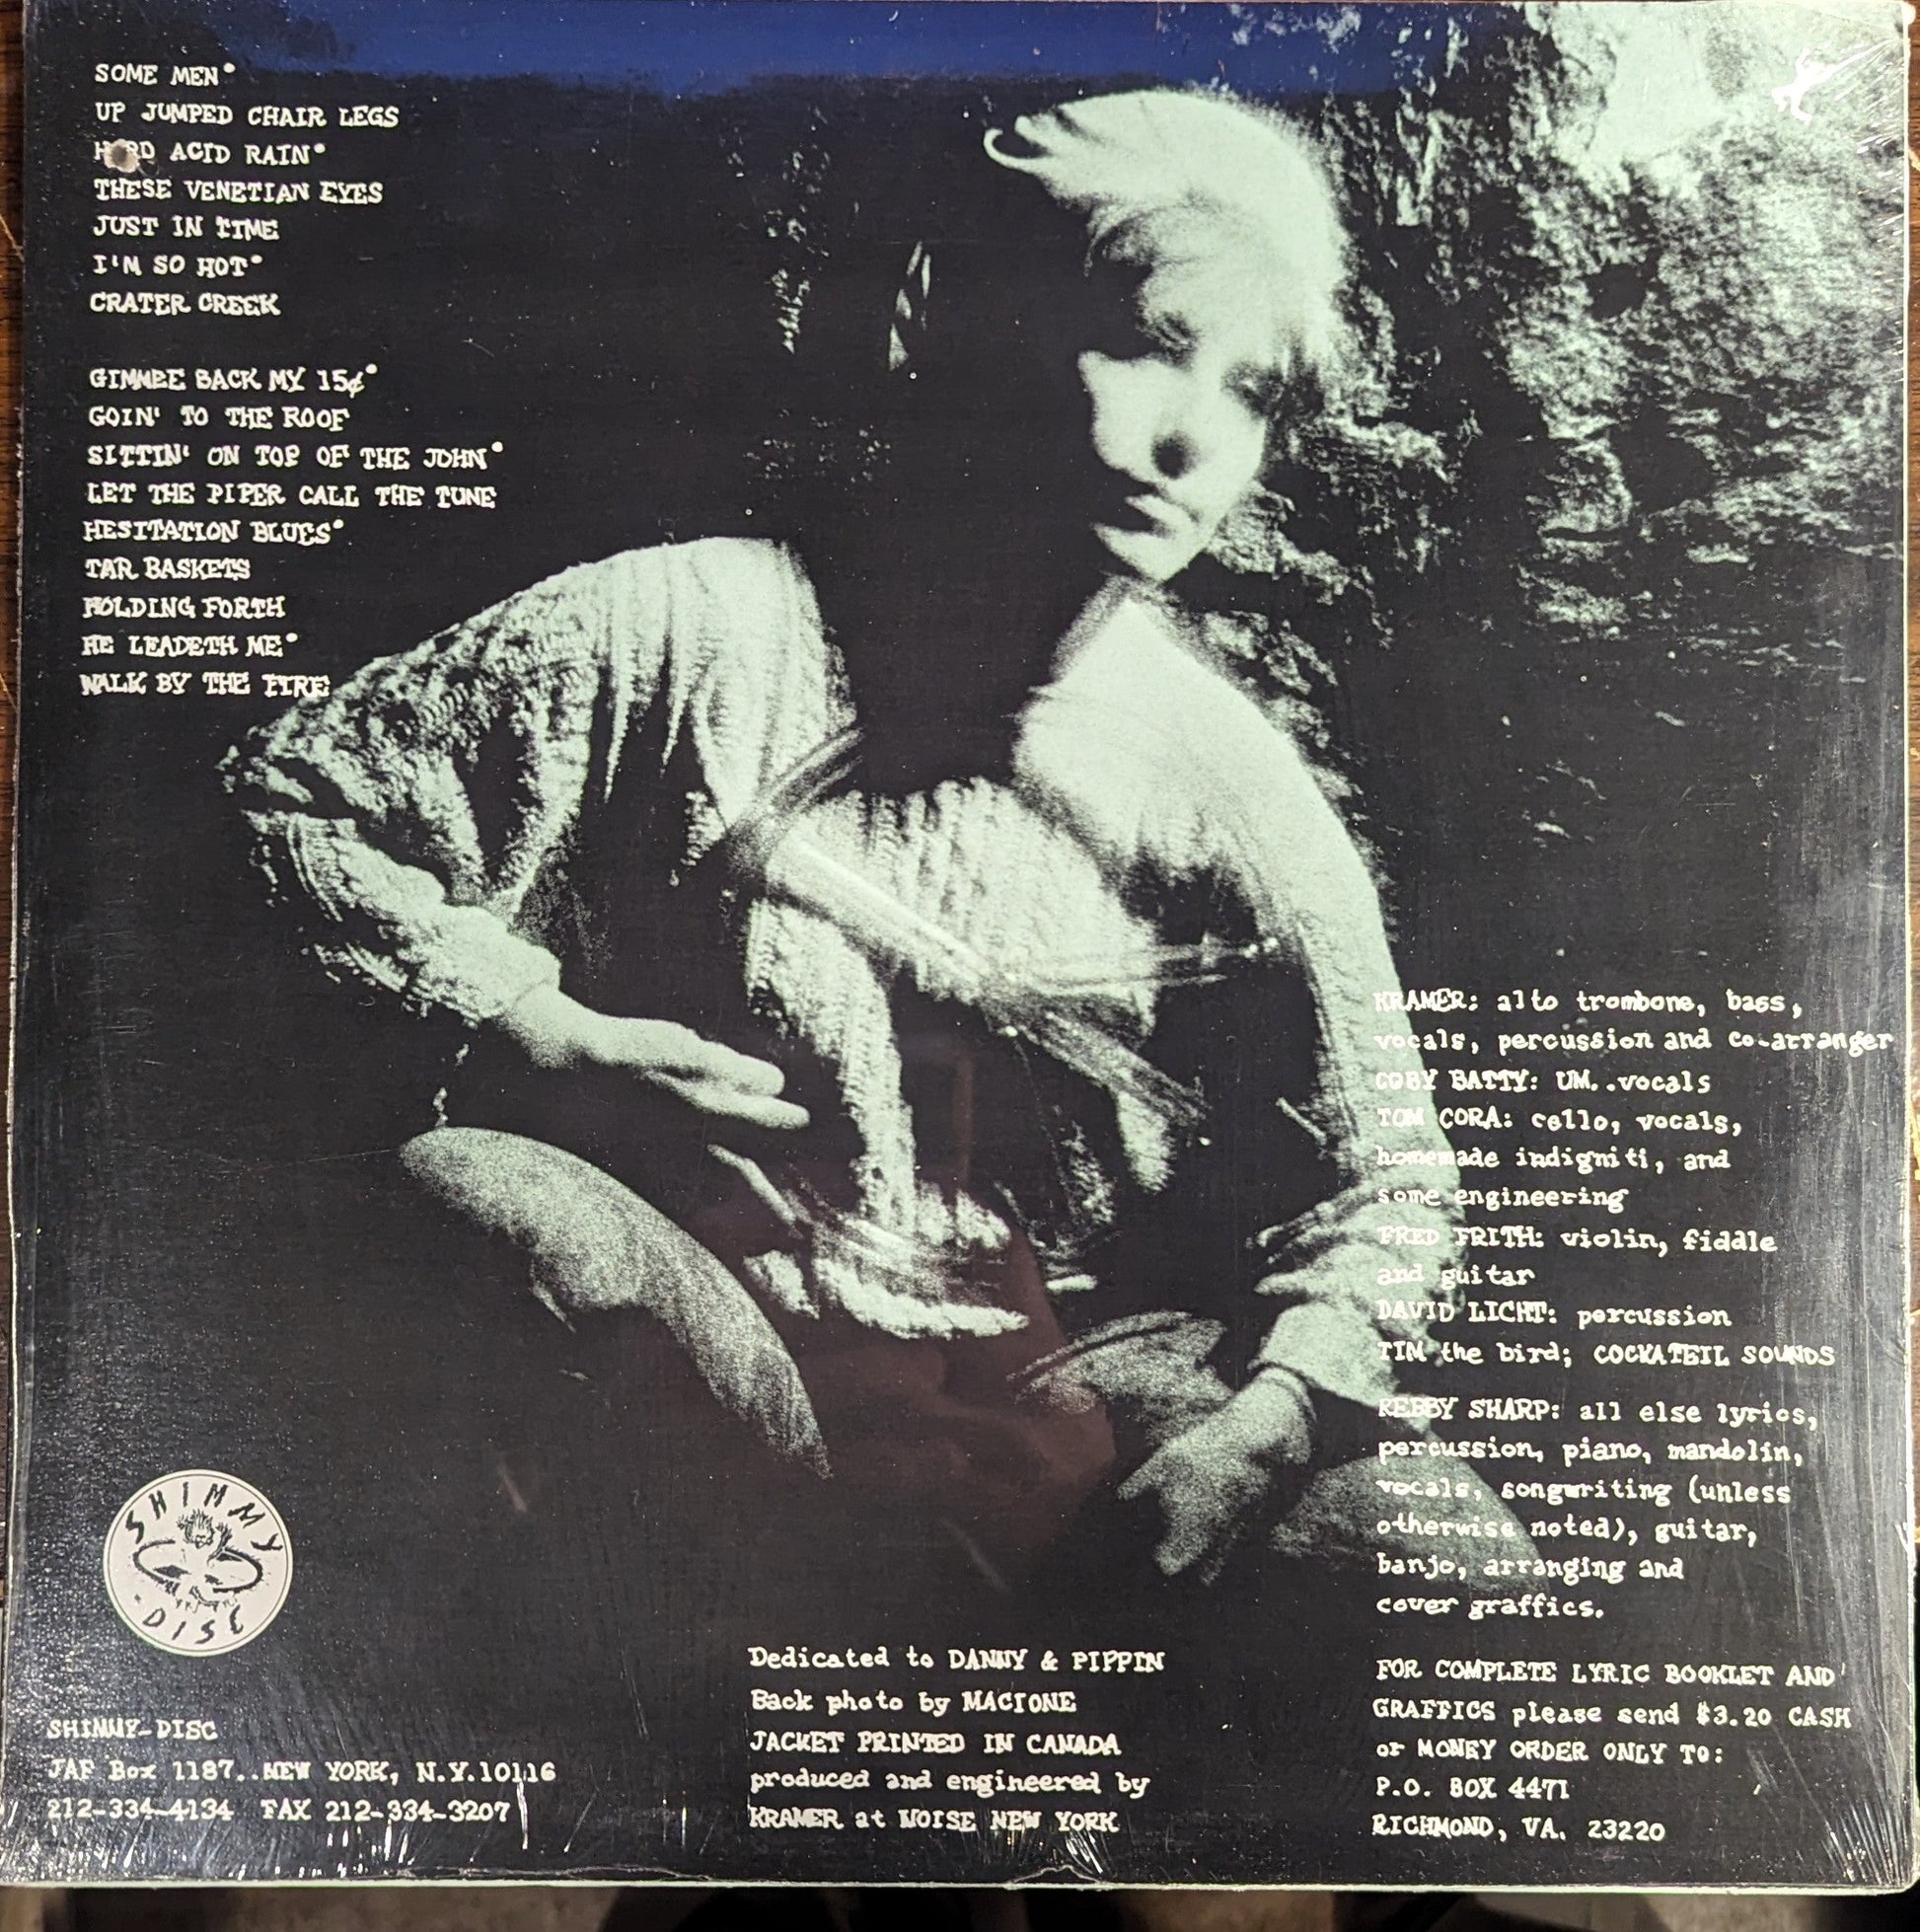 SOME MEN•
UP JUMPED CHAIR LEGS
ACID RAIN•
THESE VENETIAN EYES
JUST IN TIME
I'M SO HOT•
CRATER CREEK
GIMMEE BACK MY 15¢•
GOIN' TO THE ROOF
SITTIN' ON TOP OF THE JOHN•
LET THE PIPER CALL THE TUNE
HESITATION BLUES•
TAR BASKETS
HOLDING FORTH
HE LEADETH ME•
WALK BY THE FIRE
KRAMER: alto trombone, bass,
vocals, percussion and co-arranger
COBY BATTY: UM..vocals
TOM CORA: cello, vocals,
homemade indigniti, and
some engineering
FRED FRITH: violin, fiddle
and guitar
DAVID LICHT: percussion
TIM the bird; COCKATEIL SOUNDS
REBBY SHARP: all else lyrics,
percussion, piano, mandolin,
vocals, songwriting (unless
otherwise noted), guitar,
banjo, arranging and
cover graffics.
FOR COMPLETE LYRIC BOOKLET AND
GRAFFICS please send $3.20 CASH
or MONEY ORDER ONLY TO:
P.O. BOX 4471
RICHMOND, VA. 23220
Dedicated to DANNY & PIPPIN
Back photo by MACIONE
JACKET PRINTED IN CANADA
produced and engineered by
KRAMER at NOISE NEW YORK
SHIMMY
-DISC
SHIMMY-DISC
JAF Box 1187..NEW YORK, N.Y.10116
212-334-4134 FAX 212-334-3207